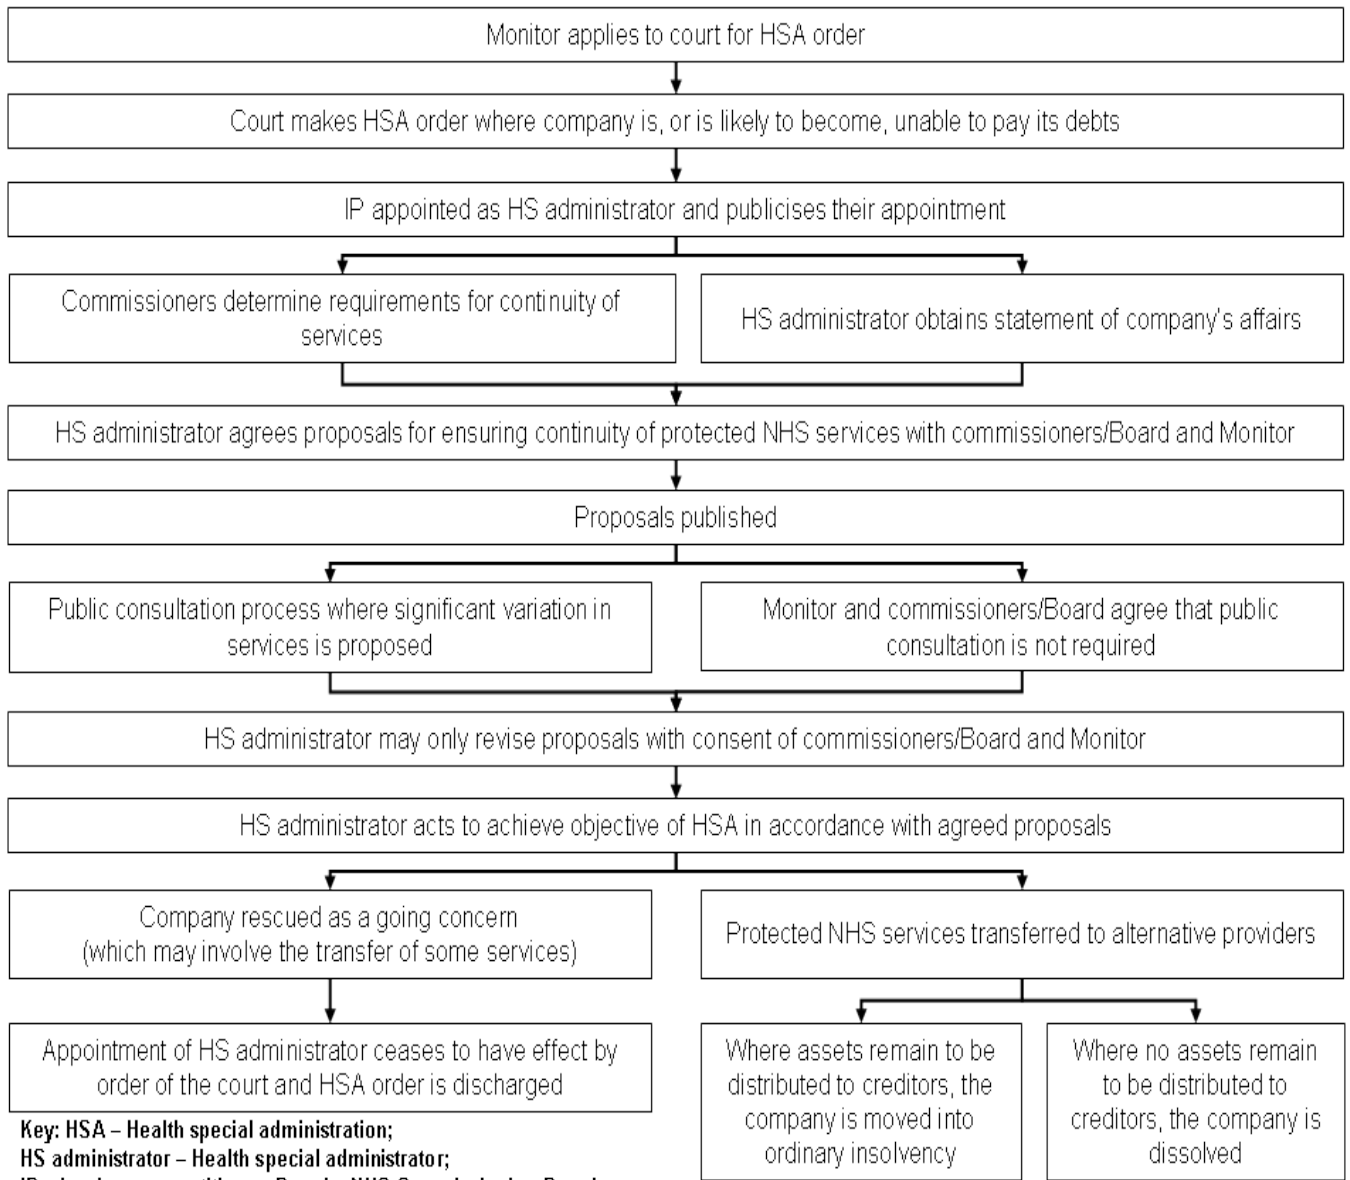 Monitor applies to court for HSA order
Court makes HSA order where company is, or is likely to become, unable to pay its debts
IP appointed as HS administrator and publicises their appointment
Commissioners determine requirements for continuity of
services
HS administrator obtains statement of company's affairs
HS administrator agrees proposals for ensuring continuity of protected NHS services with commissioners/Board and Monitor
Proposals published
Public consultation process where significant variation in
services is proposed
Monitor and commissioners/Board agree that public
consultation is not required
HS administrator may only revise proposals with consent of commissioners/Board and Monitor
HS administrator acts to achieve objective of HSA in accordance with agreed proposals
Company rescued as a going concern
(which may involve the transfer of some services)
Protected NHS services transferred to alternative providers
Appointment of HS administrator ceases to have effect by
order of the court and HSA order is discharged
Where assets remain to be
distributed to creditors, the
company is moved into
ordinary insolvency
Where no assets remain
to be distributed to
creditors, the company is
dissolved
Key: HSA – Health special administration;
HS administrator – Health special administrator;